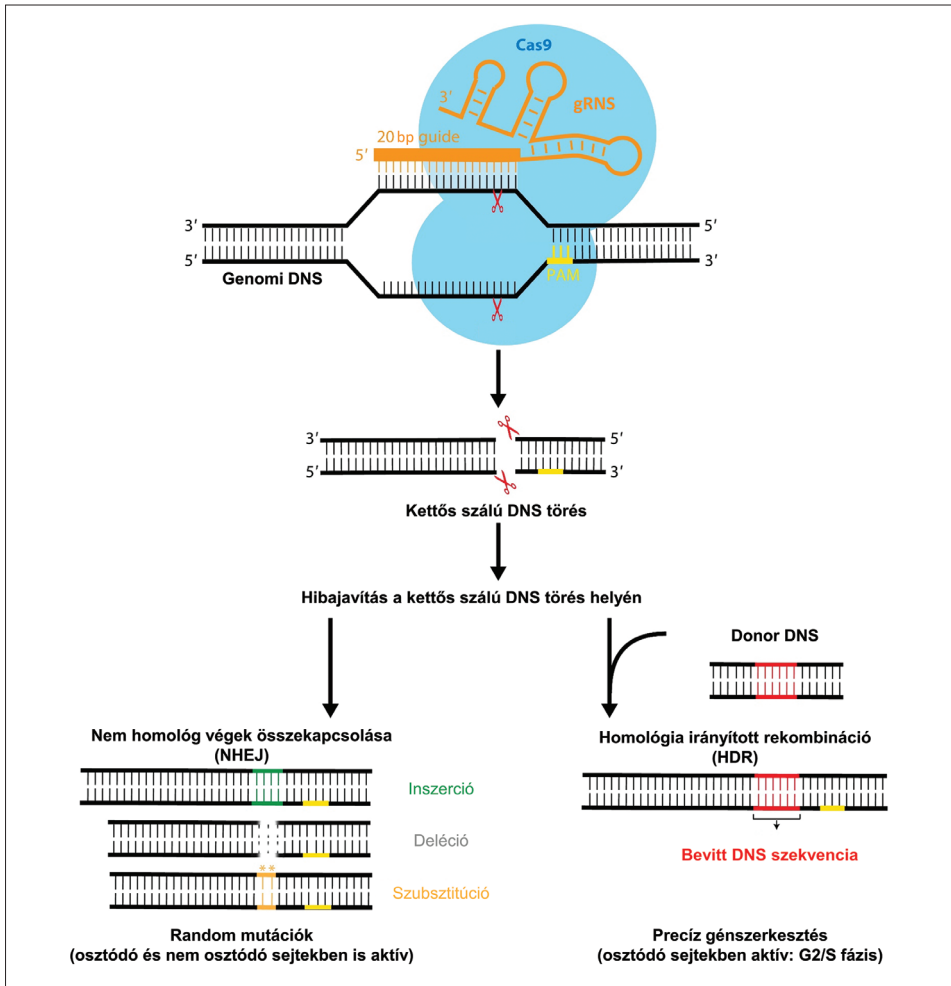 Cas9
3′
gRNS
20 bp guide
5′
3′
5′
5′
3′
Genomi DNS
PAM
3′
5′
5′
3′
Kettős szálú DNS törés
Hibajavítás a kettős szálú DNS törés helyén
Donor DNS
Nem homológ végek összekapcsolása
(NHEJ)
Inszerció
Deléció
* *
Szubsztitúció
Random mutációk
(osztódó és nem osztódó sejtekben is aktív)
Homológia irányított rekombináció
(HDR)
Bevitt DNS szekvencia
Precíz génszerkesztés
(osztódó sejtekben aktív: G2/S fázis)